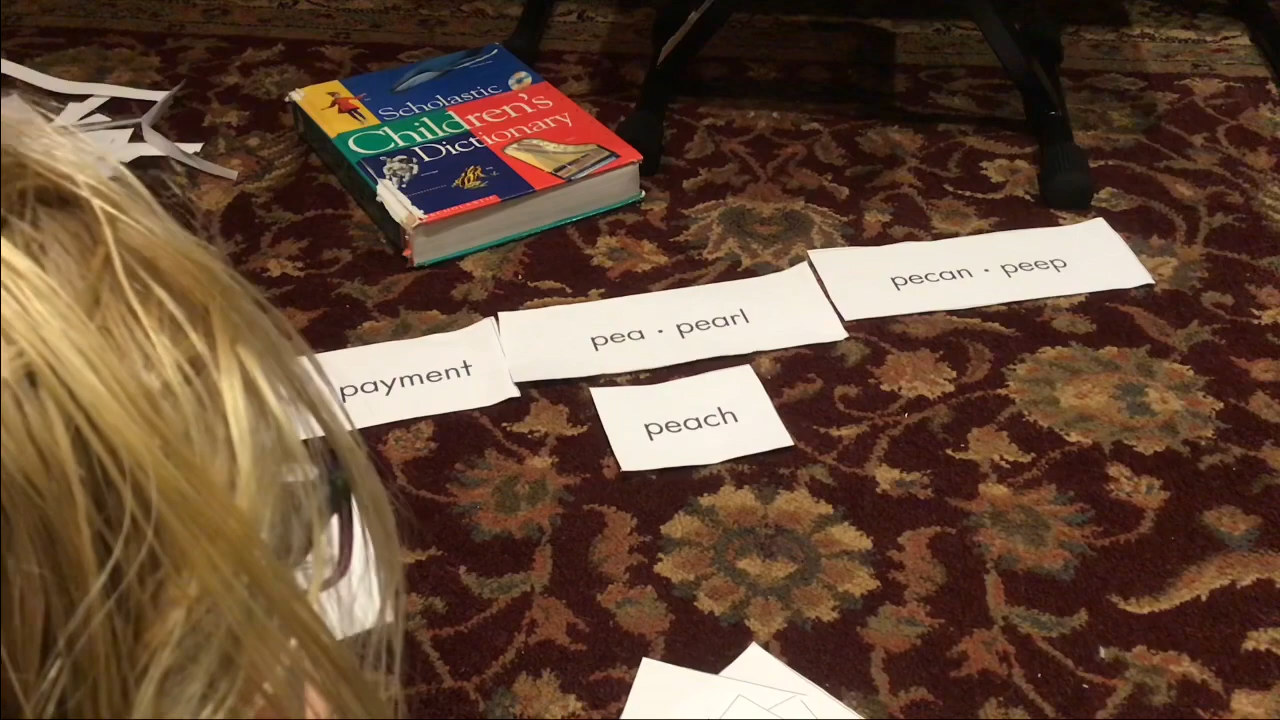 Scholastic
Children's
Dictionary
payment
pea · pearl
pecan · peep
peach